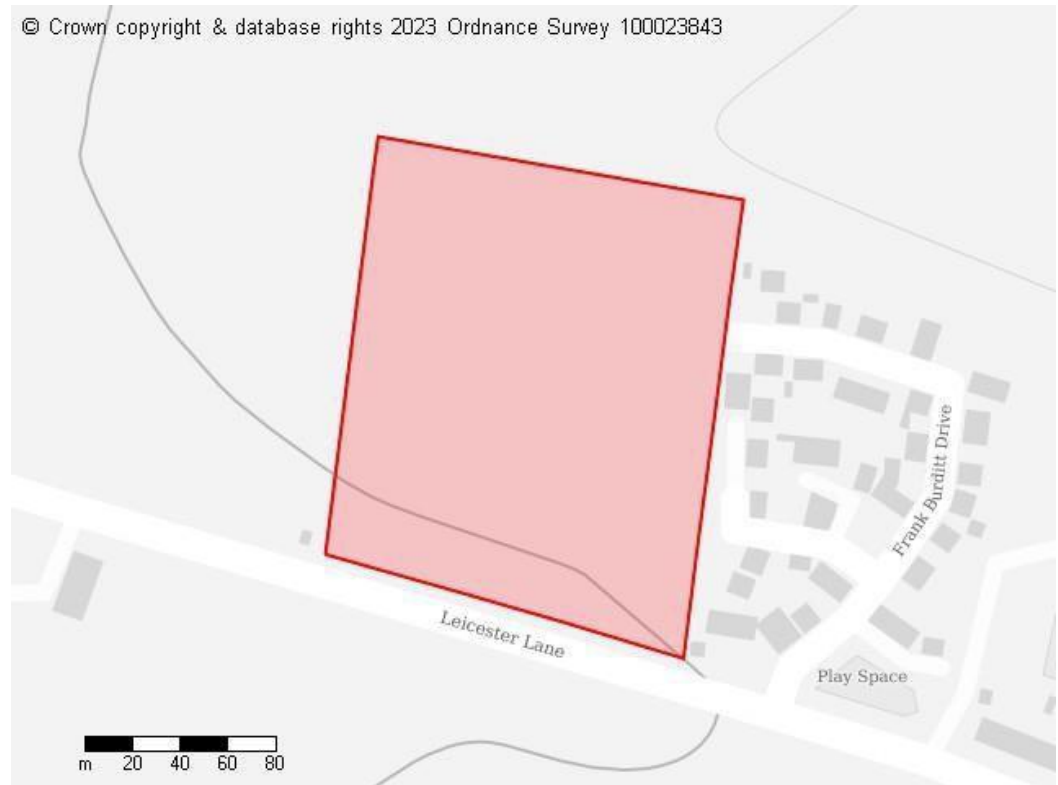 © Crown copyright & database rights 2023 Ordnance Survey 100023843
Frank Burditt Drive
Leicester Lane
Play Space
m 20 40 60 80